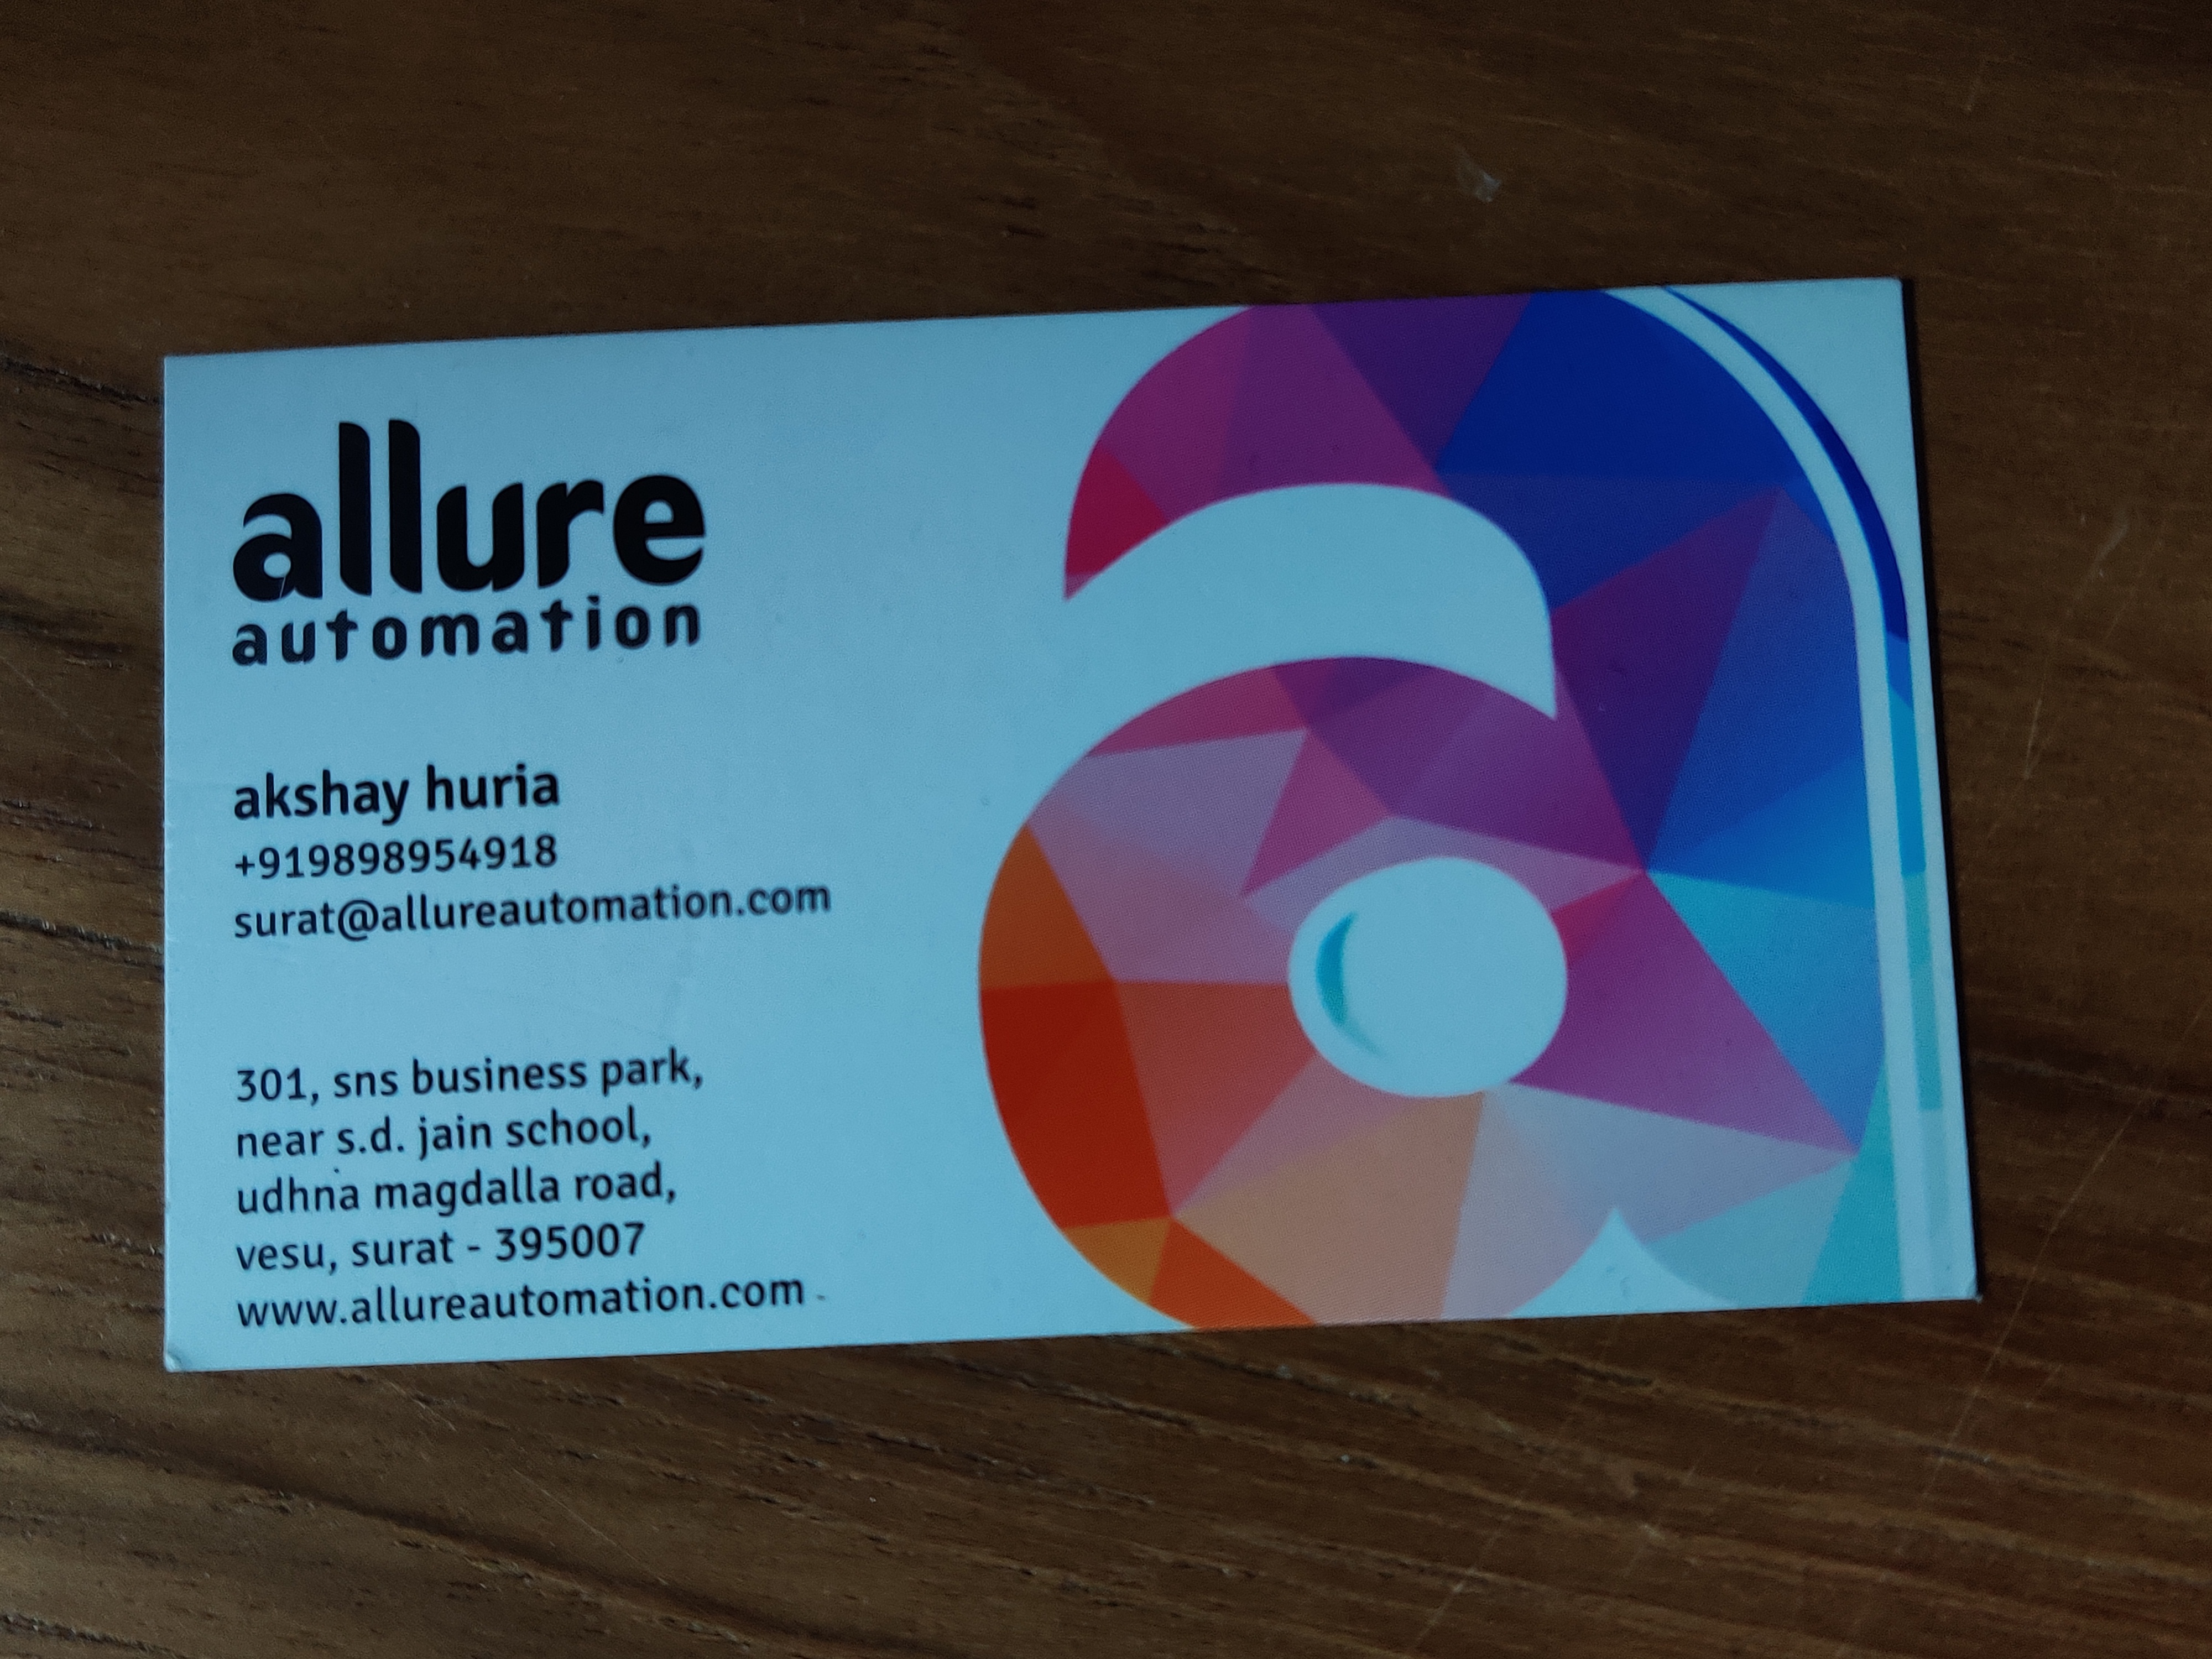 allure
automation
akshay huria
+919898954918
surat@allureautomation.com
301, sns business park,
near s.d. jain school,
udhna magdalla road,
vesu, surat - 395007
www.allureautomation.com